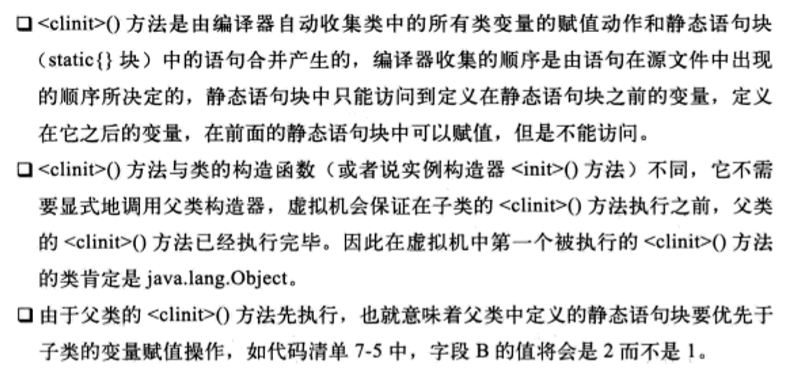 ❑ <clinit>() 方法是由编译器自动收集类中的所有类变量的赋值动作和静态语句块
（static{} 块）中的语句合并产生的，编译器收集的顺序是由语句在源文件中出现
的顺序所决定的，静态语句块中只能访问到定义在静态语句块之前的变量，定义
在它之后的变量，在前面的静态语句块中可以赋值，但是不能访问。
❑ <clinit>() 方法与类的构造函数（或者说实例构造器 <init>() 方法）不同，它不需
要显式地调用父类构造器，虚拟机会保证在子类的 <clinit>() 方法执行之前，父类
的 <clinit>() 方法已经执行完毕。因此在虚拟机中第一个被执行的 <clinit>() 方法
的类肯定是 java.lang.Object。
❑ 由于父类的 <clinit>() 方法先执行，也就意味着父类中定义的静态语句块要优先于
子类的变量赋值操作，如代码清单 7-5 中，字段 B 的值将会是 2 而不是 1。